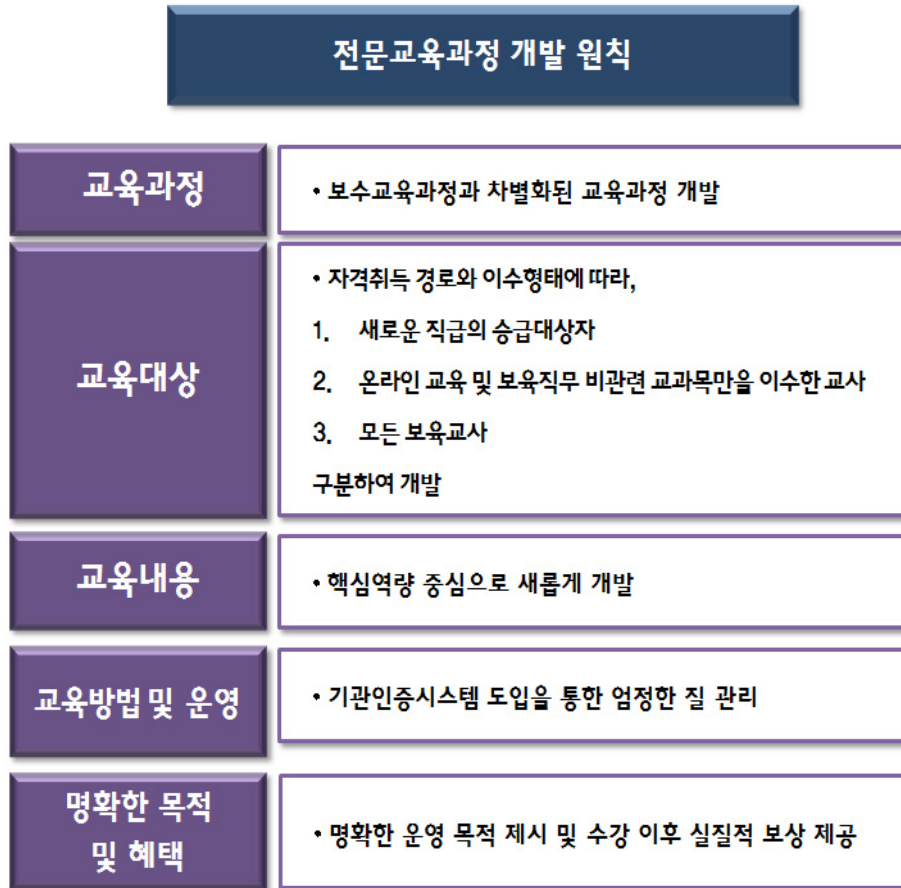 전문교육과정 개발 원칙
교육과정
• 보수교육과정과 차별화된 교육과정 개발
교육대상
• 자격취득 경로와 이수형태에 따라,
1. 새로운 직급의 승급대상자
2. 온라인 교육 및 보육직무 비관련 교과목만을 이수한 교사
3. 모든 보육교사
구분하여 개발
교육내용
• 핵심역량 중심으로 새롭게 개발
교육방법 및 운영
• 기관인증시스템 도입을 통한 엄정한 질 관리
명확한 목적
및 혜택
• 명확한 운영 목적 제시 및 수강 이후 실질적 보상 제공